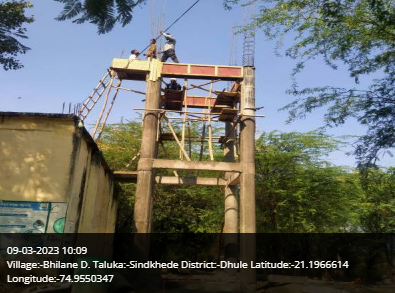 09-03-2023 10:09
Village:-Bhilane D. Taluka:-Sindkhede District:-Dhule Latitude:-21.1966614
Longitude:-74.9550347